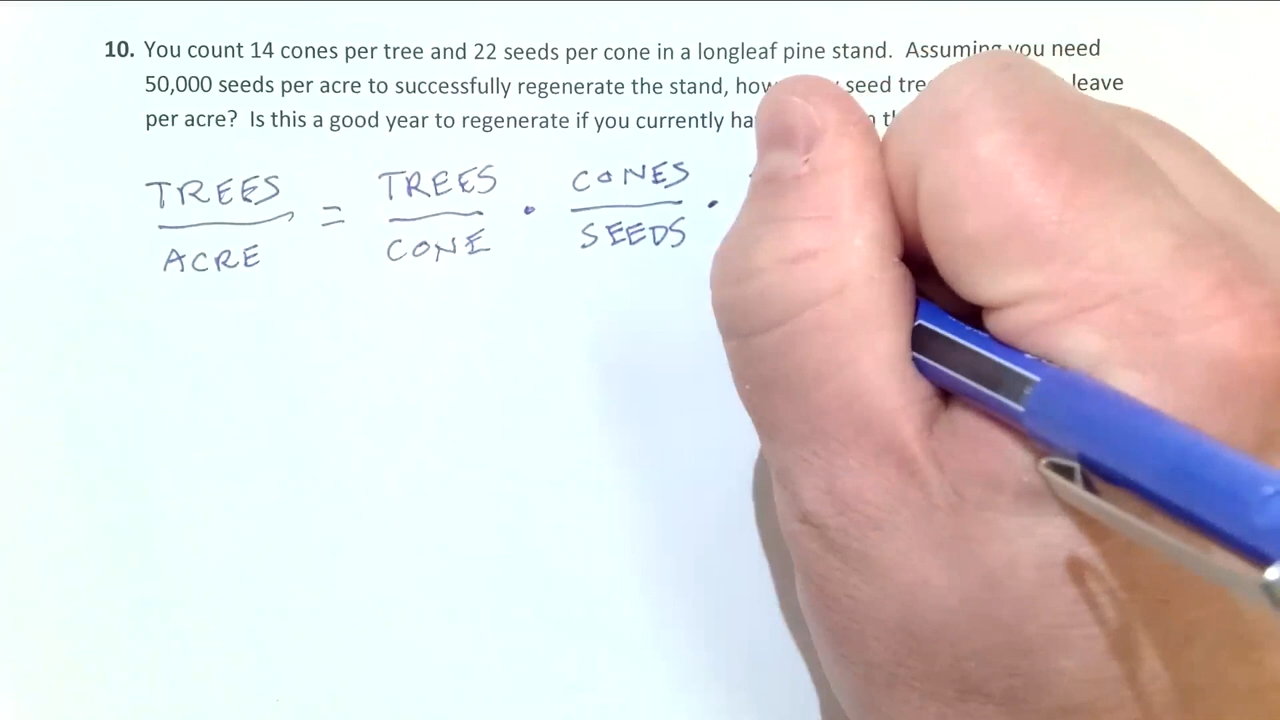 10. You count 14 cones per tree and 22 seeds per cone in a longleaf pine stand. Assuming you need
50,000 seeds per acre to successfully regenerate the stand, how seed leave
per acre? Is this a good year to regenerate if you currently
TREES TREES CONES
= · ·
ACRE CONE SEEDS